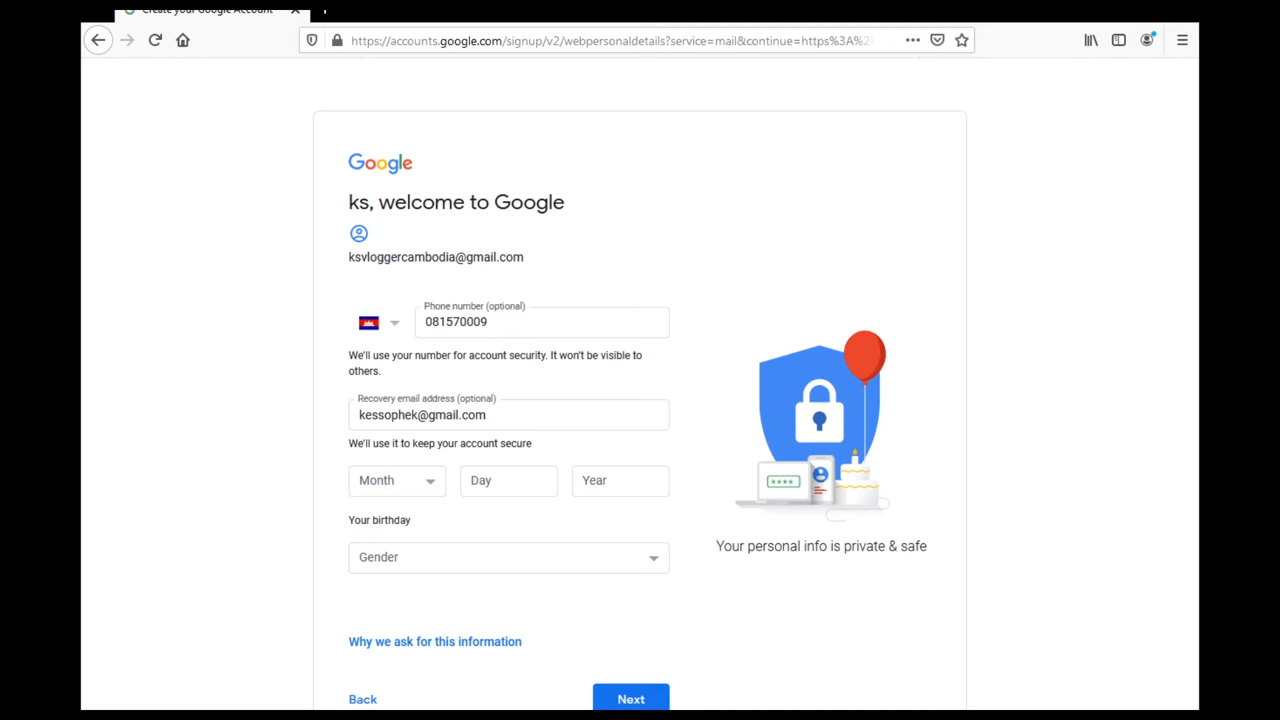 Create your Google Account
https://accounts.google.com/signup/v2/webpersonaldetails?service=mail&continue=https%3A%2
Google
ks, welcome to Google
ksvloggercambodia@gmail.com
Phone number (optional)
081570009
We'll use your number for account security. It won't be visible to
others.
Recovery email address (optional)
kessophek@gmail.com
We'll use it to keep your account secure
Month Day Year
Your birthday
Gender
Your personal info is private & safe
Why we ask for this information
Back Next